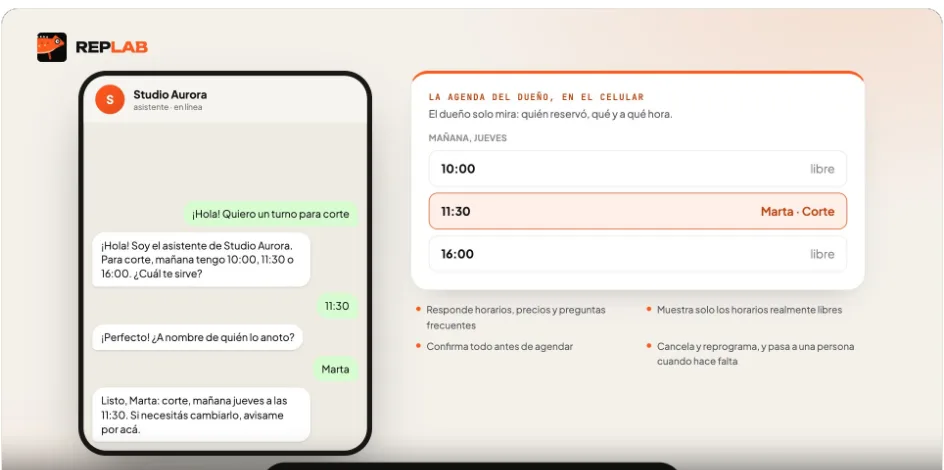 REPLAB
S
Studio Aurora
asistente · en línea
¡Hola! Quiero un turno para corte
¡Hola! Soy el asistente de Studio Aurora.
Para corte, mañana tengo 10:00, 11:30 o
16:00. ¿Cuál te sirve?
11:30
¡Perfecto! ¿A nombre de quién lo anoto?
Marta
Listo, Marta: corte, mañana jueves a las
11:30. Si necesitás cambiarlo, avisame
por acá.
LA AGENDA DEL DUEÑO, EN EL CELULAR
El dueño solo mira: quién reservó, qué y a qué hora.
MAÑANA, JUEVES
10:00 libre
11:30 Marta · Corte
16:00 libre
Responde horarios, precios y preguntas
frecuentes
Muestra solo los horarios realmente libres
Confirma todo antes de agendar
Cancela y reprograma, y pasa a una persona
cuando hace falta